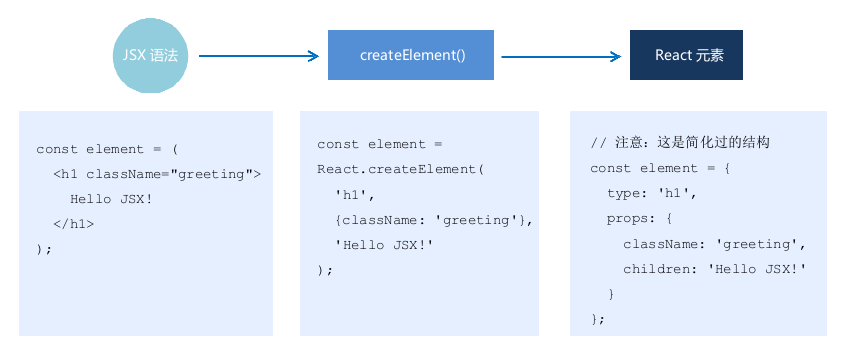 JSX 语法
createElement()
React 元素
const element = (
  <h1 className="greeting">
    Hello JSX!
  </h1>
);
const element =
React.createElement(
  'h1',
  {className: 'greeting'},
  'Hello JSX!'
);
// 注意：这是简化过的结构
const element = {
  type: 'h1',
  props: {
    className: 'greeting',
    children: 'Hello JSX!'
  }
};